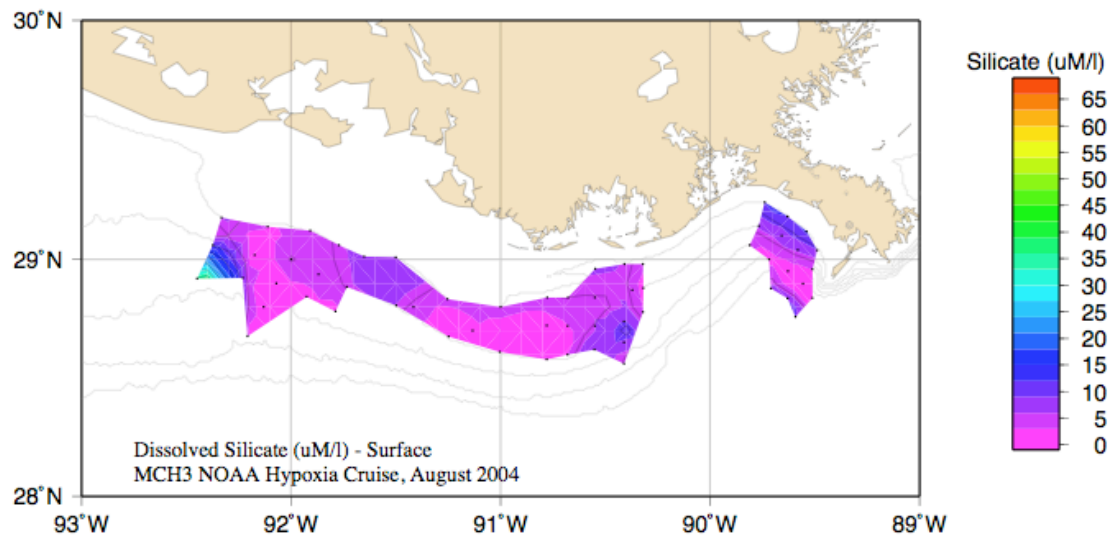 30˚N
Silicate (uM/l)
65
60
55
50
45
40
35
30
25
20
15
10
5
0
29˚N
Dissolved Silicate (uM/l) - Surface
MCH3 NOAA Hypoxia Cruise, August 2004
28˚N
93˚W 92˚W 91˚W 90˚W 89˚W